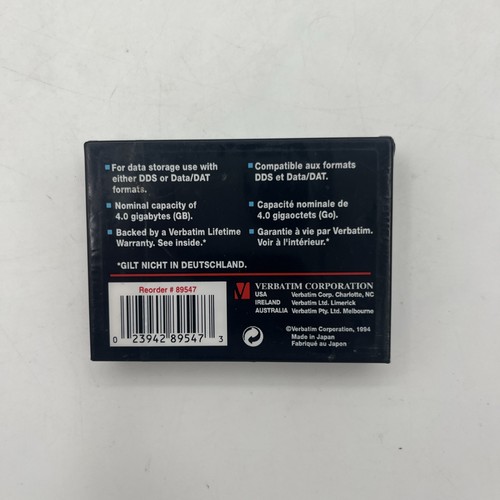 For data storage use with
either DDS or Data/DAT
formats.
Nominal capacity of
4.0 gigabytes (GB).
Backed by a Verbatim Lifetime
Warranty. See inside.*
Compatible aux formats
DDS et Data/DAT.
Capacité nominale de
4.0 gigaoctets (Go).
Garantie à vie par Verbatim.
Voir à l'intérieur.*
*GILT NICHT IN DEUTSCHLAND.
Reorder # 89547
0 23942 89547 3
VERBATIM CORPORATION
USA Verbatim Corp. Charlotte, NC
IRELAND Verbatim Ltd. Limerick
AUSTRALIA Verbatim Pty. Ltd. Melbourne
©Verbatim Corporation, 1994
Made in Japan
Fabriqué au Japon